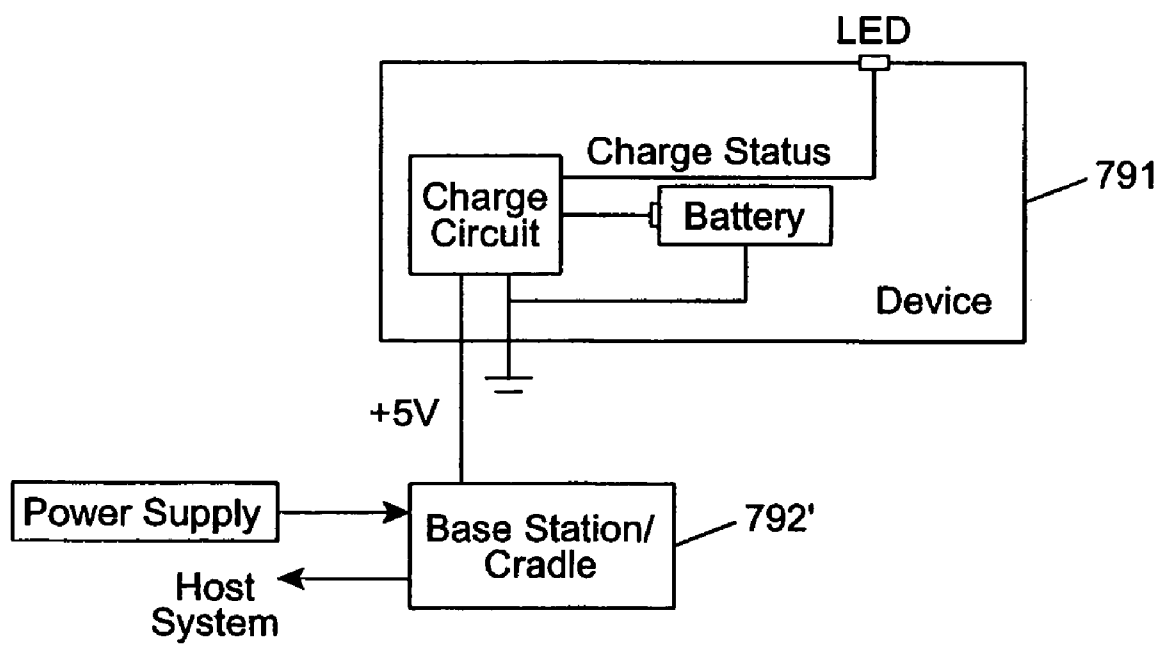 LED
Charge Status
791
Charge
Circuit
Battery
Device
+5V
Power Supply
Base Station/
Cradle
792'
Host
System